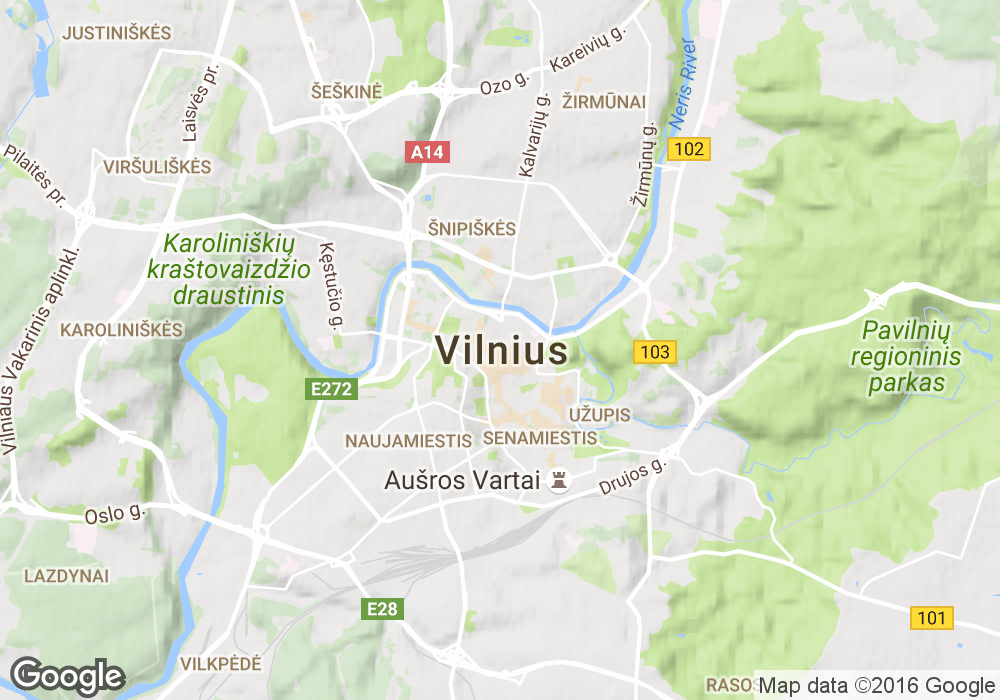 JUSTINIŠKĖS
Laisvės pr.
ŠEŠKINĖ
Ozo g.
Kareivių g.
ŽIRMŪNAI
Neris River
Kalvarijų g.
Žirmūnų g.
A14
102
Pilaitės pr.
VIRŠULIŠKĖS
ŠNIPIŠKĖS
Karoliniškių
kraštovaizdžio
draustinis
Kęstučio g.
Vilniaus Vakarinis aplinkl.
KAROLINIŠKĖS
Vilnius
103
Pavilnių
regioninis
parkas
E272
UŽUPIS
NAUJAMIESTIS
SENAMIESTIS
Aušros Vartai
Drujos g.
Oslo g.
LAZDYNAI
E28
101
VILKPĖDĖ
Google
RASOS
Map data ©2016 Google